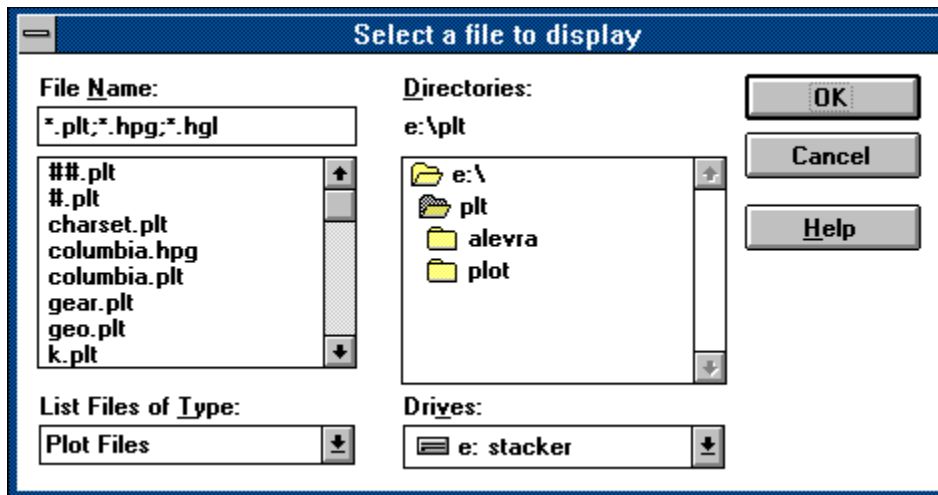 Select a file to display
File Name:
*.plt;*.hpg;*.hgl
##.plt
#.plt
charset.plt
columbia.hpg
columbia.plt
gear.plt
geo.plt
k.plt
List Files of Type:
Plot Files
Directories:
e:\plt
e:\
plt
alevra
plot
Drives:
e: stacker
OK
Cancel
Help